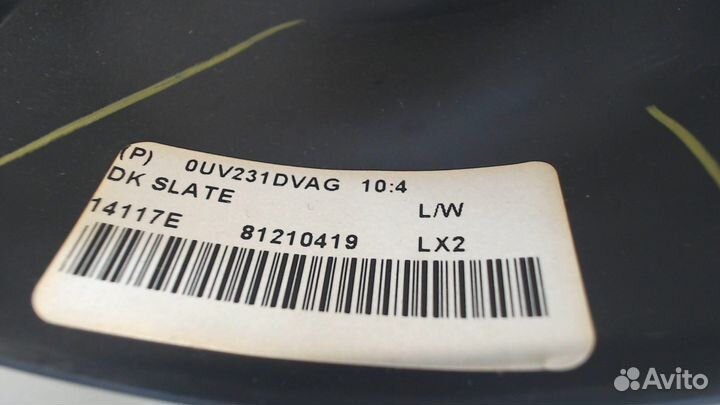 (P) 0UV231DVAG 10:4
DK SLATE L/W
14117E 81210419 LX2
Avito